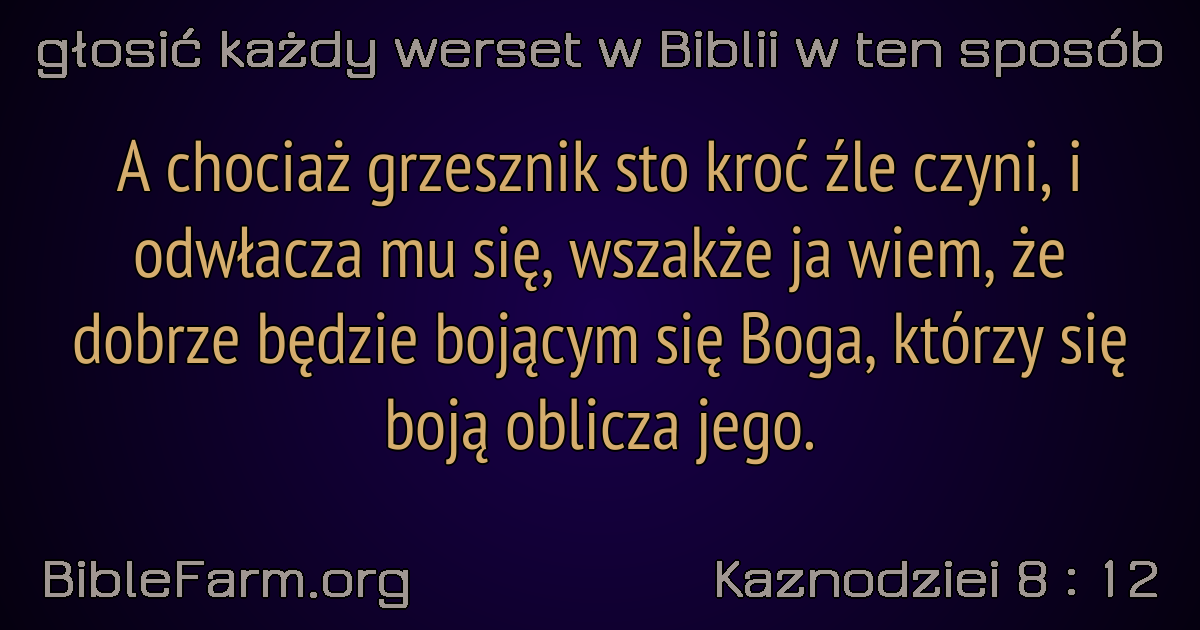 głosić każdy werset w Biblii w ten sposób
A chociaż grzesznik sto kroć źle czyni, i
odwłacza mu się, wszakże ja wiem, że
dobrze będzie bojącym się Boga, którzy się
boją oblicza jego.
BibleFarm.org
Kaznodziei 8 : 12